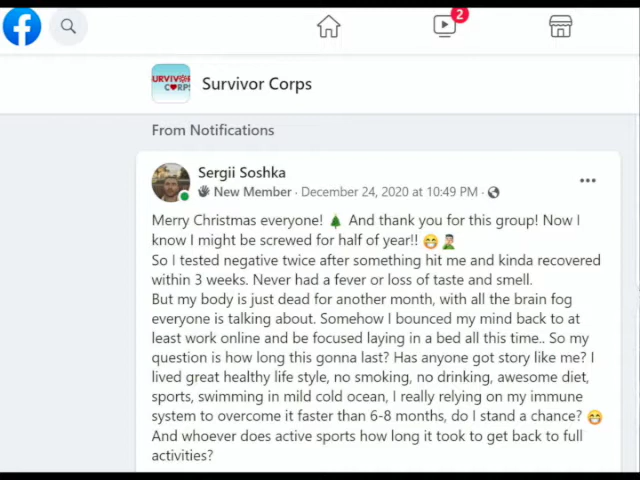 2
URVIVOR
CORPS
Survivor Corps
From Notifications
Sergii Soshka
New Member · December 24, 2020 at 10:49 PM ·
Merry Christmas everyone! 🎄 And thank you for this group! Now I
know I might be screwed for half of year!! 😁🤦‍♂️
So I tested negative twice after something hit me and kinda recovered
within 3 weeks. Never had a fever or loss of taste and smell.
But my body is just dead for another month, with all the brain fog
everyone is talking about. Somehow I bounced my mind back to at
least work online and be focused laying in a bed all this time.. So my
question is how long this gonna last? Has anyone got story like me? I
lived great healthy life style, no smoking, no drinking, awesome diet,
sports, swimming in mild cold ocean, I really relying on my immune
system to overcome it faster than 6-8 months, do I stand a chance? 😁
And whoever does active sports how long it took to get back to full
activities?